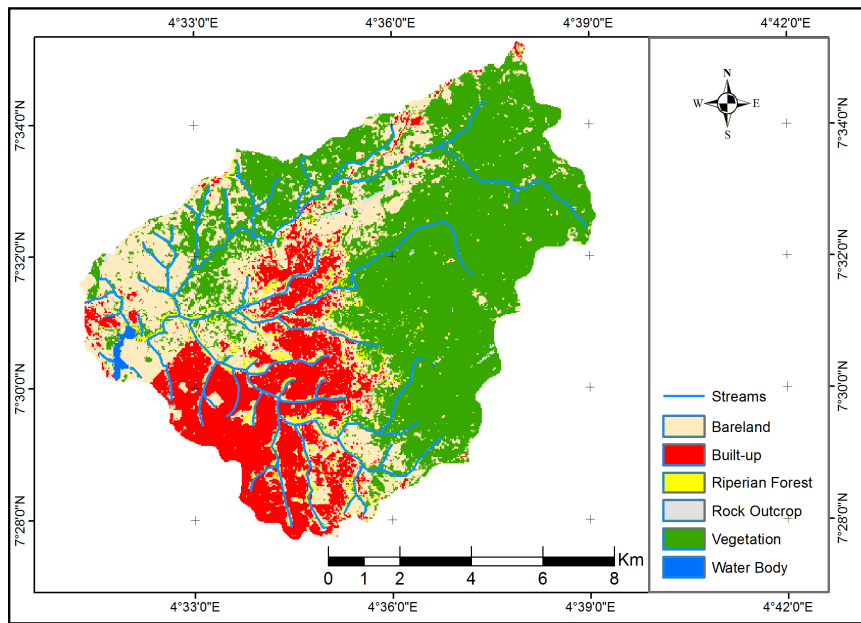 4°33'0"E 4°36'0"E 4°39'0"E 4°42'0"E
N
W E
S
7°34'0"N 7°34'0"N
7°32'0"N 7°32'0"N
7°30'0"N 7°30'0"N
7°28'0"N 7°28'0"N
Streams
Bareland
Built-up
Riperian Forest
Rock Outcrop
Vegetation
Water Body
Km
0 1 2 4 6 8
4°33'0"E 4°36'0"E 4°39'0"E 4°42'0"E